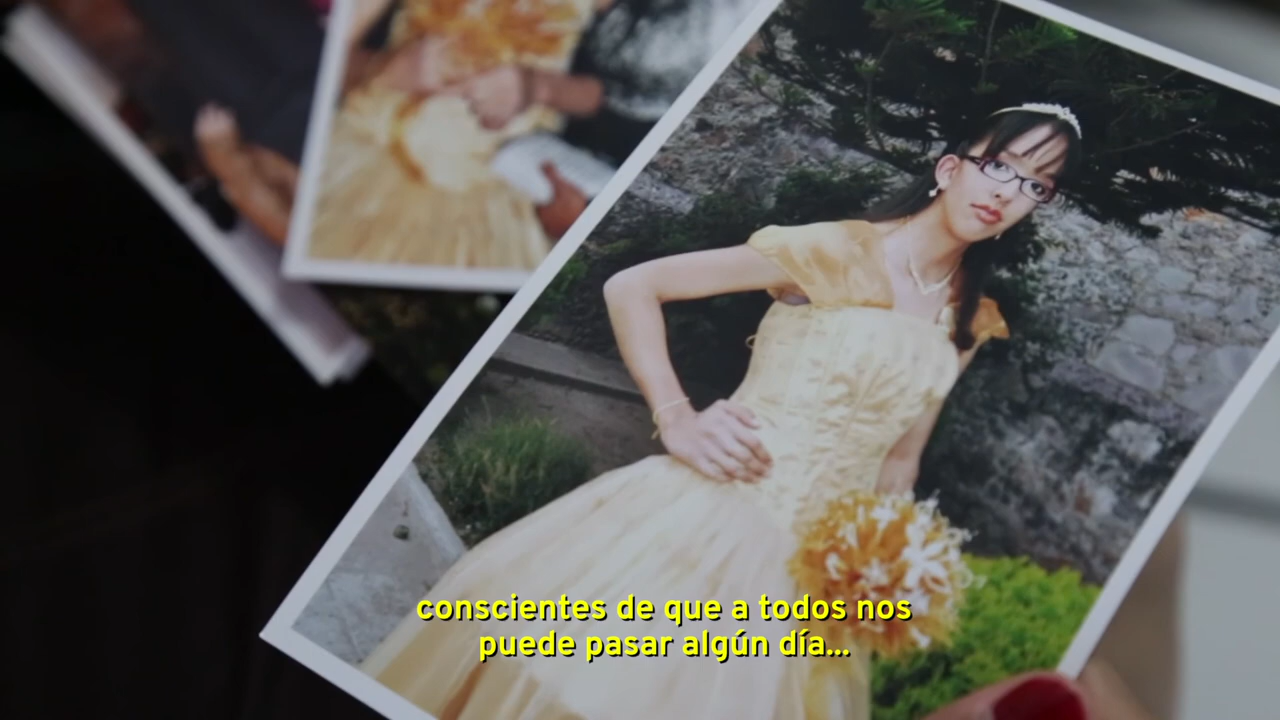 conscientes de que a todos nos
puede pasar algún día...